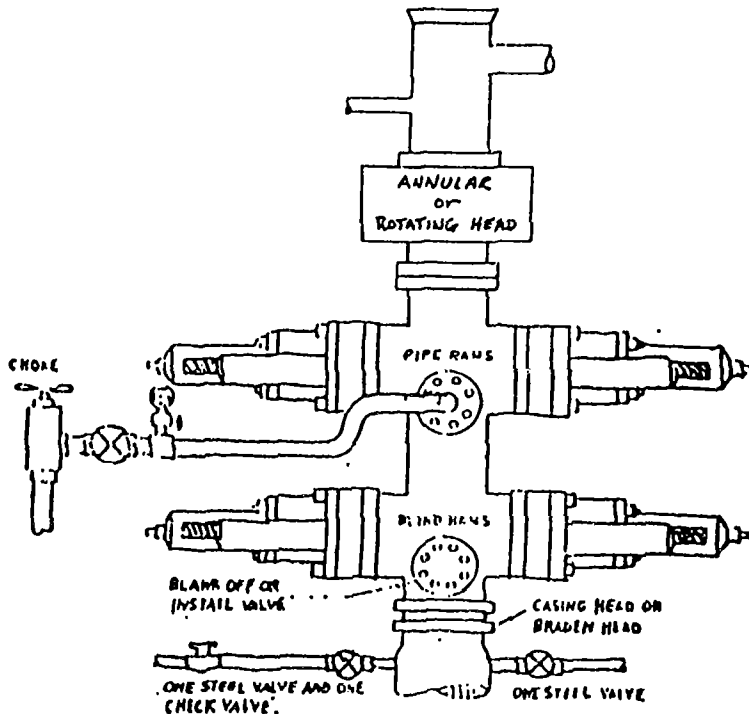 ANNULAR
or
ROTATING HEAD
CHOKE
PIPE RAMS
BLIND RAMS
BLANK OFF OR
INSTALL VALVE
CASING HEAD OR
BRADEN HEAD
ONE STEEL VALVE AND ONE
CHECK VALVE.
ONE STEEL VALVE